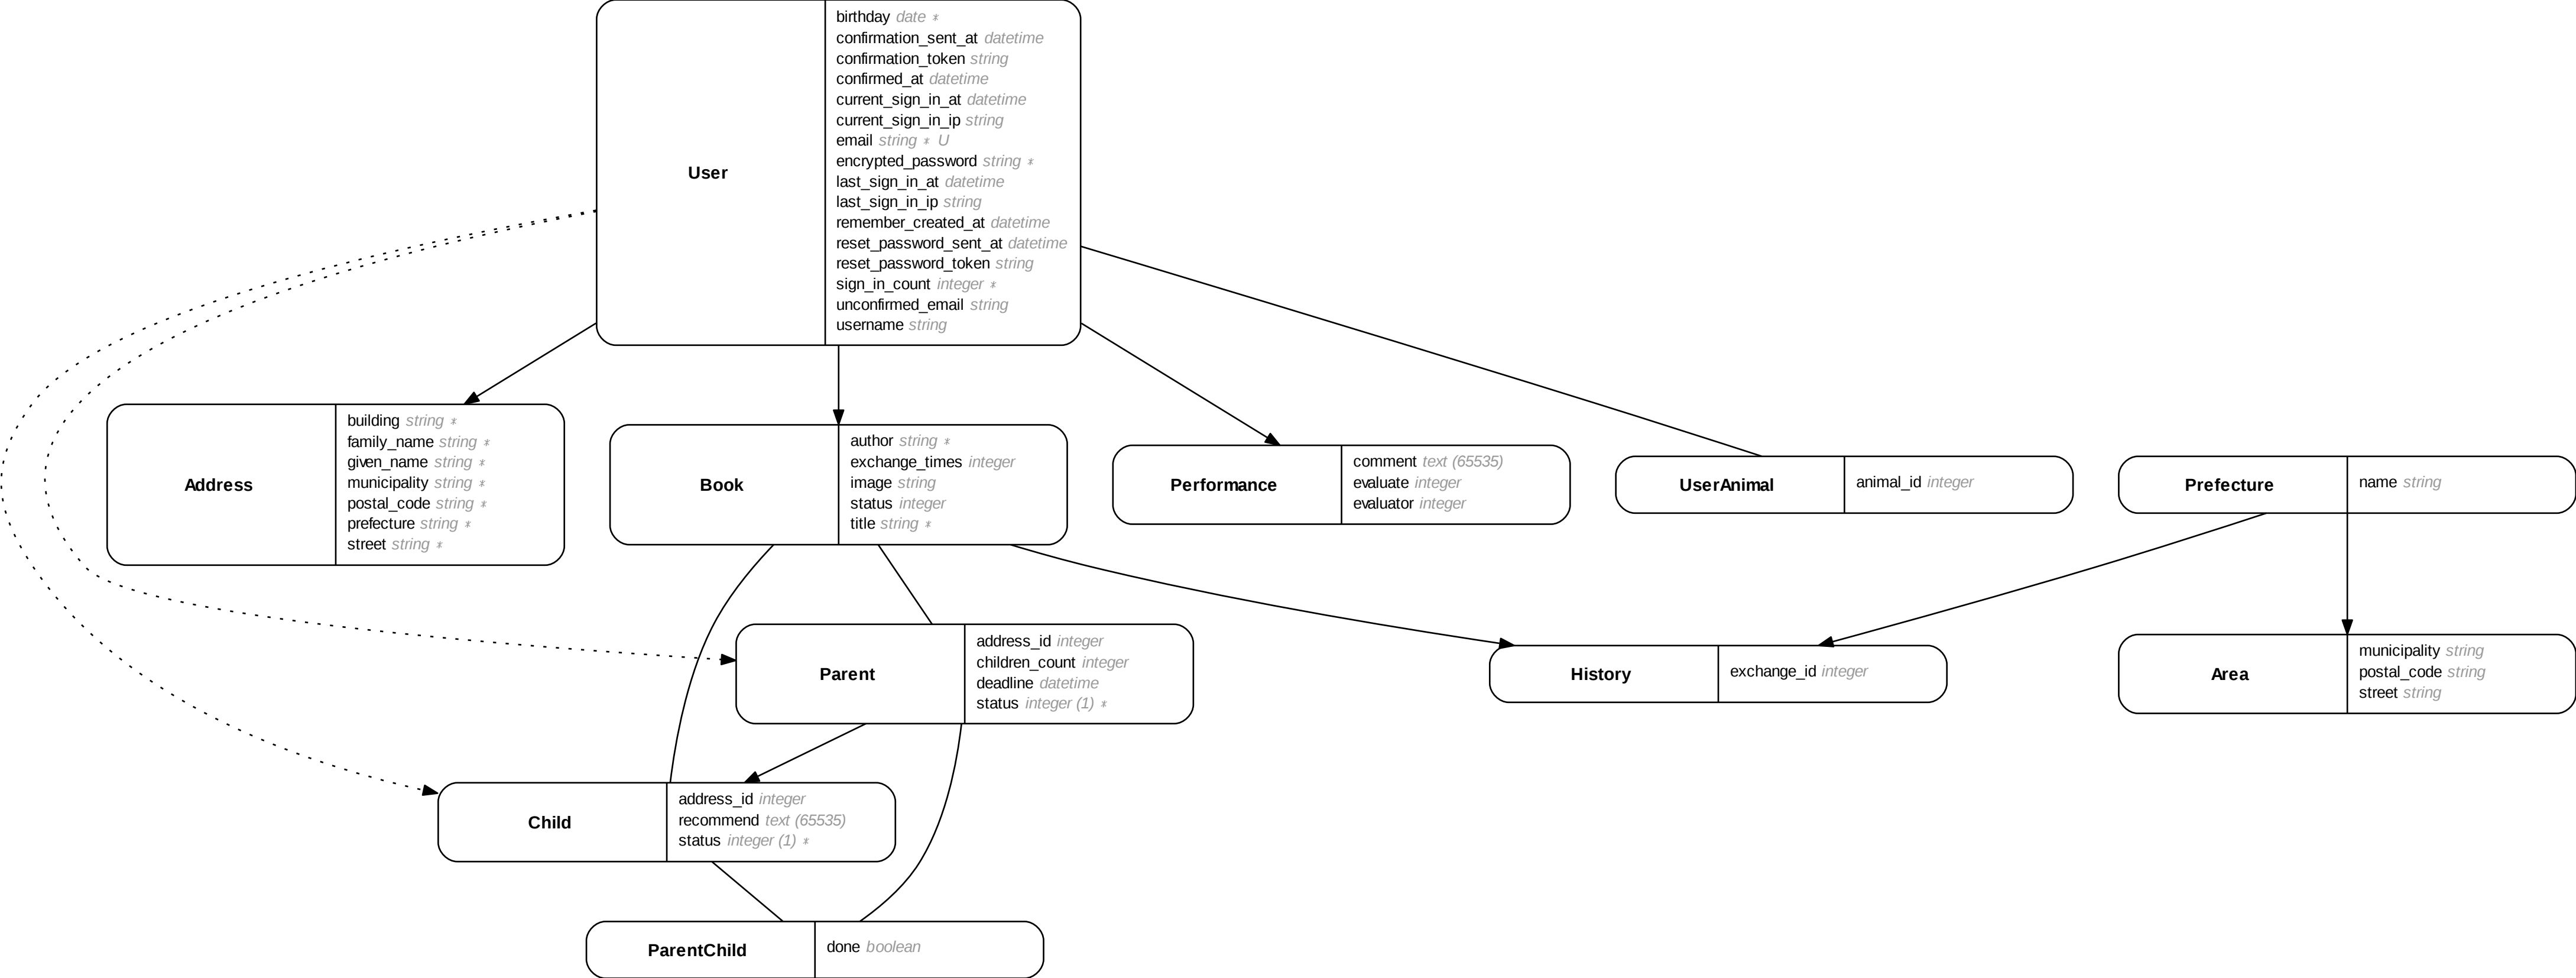 User
birthday date *
confirmation_sent_at datetime
confirmation_token string
confirmed_at datetime
current_sign_in_at datetime
current_sign_in_ip string
email string * U
encrypted_password string *
last_sign_in_at datetime
last_sign_in_ip string
remember_created_at datetime
reset_password_sent_at datetime
reset_password_token string
sign_in_count integer *
unconfirmed_email string
username string
Address
building string *
family_name string *
given_name string *
municipality string *
postal_code string *
prefecture string *
street string *
Book
author string *
exchange_times integer
image string
status integer
title string *
Performance
comment text (65535)
evaluate integer
evaluator integer
UserAnimal
animal_id integer
Prefecture
name string
Parent
address_id integer
children_count integer
deadline datetime
status integer (1) *
History
exchange_id integer
Area
municipality string
postal_code string
street string
Child
address_id integer
recommend text (65535)
status integer (1) *
ParentChild
done boolean